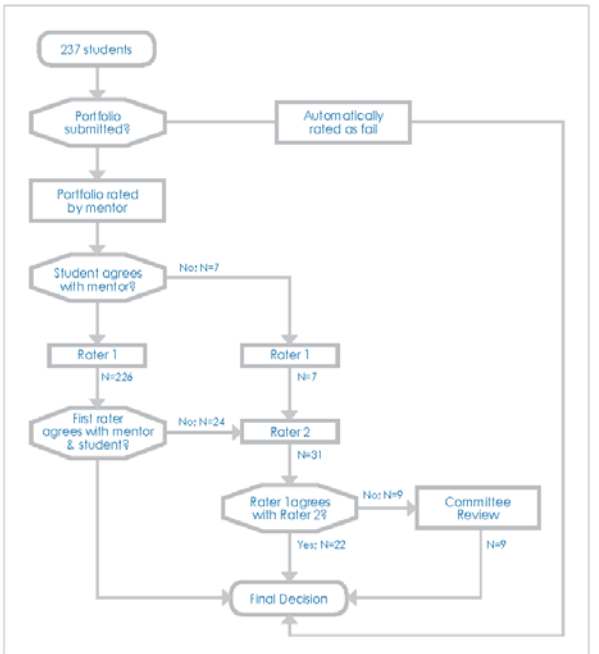 237 students
Portfolio
submitted?
Automatically
rated as fail
Portfolio rated
by mentor
Student agrees
with mentor?
No; N=7
Rater 1
Rater 1
N=226
N=7
First rater
agrees with mentor
& student?
No; N=24
Rater 2
N=31
Rater 1agrees
with Rater 2?
No; N=9
Committee
Review
Yes; N=22
N=9
Final Decision